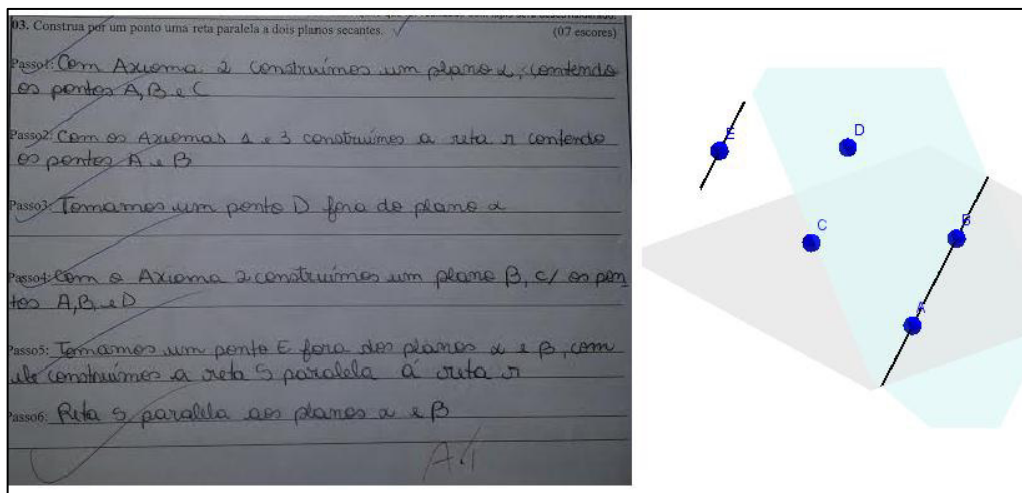 03. Construa por um ponto uma reta paralela a dois planos secantes.
(07 escores)
Passo1: Com Axioma 2 construímos um plano α, contendo
os pontos A, B e C
Passo2: Com os Axiomas 1 e 3 construímos a reta r contendo
os pontos A e B
Passo3: Tomamos um ponto D fora do plano α
Passo4: Com o Axioma 2 construímos um plano β, c/ os pon
tos A, B, e D
Passo5: Tomamos um ponto E fora dos planos α e β, com
ele construímos a reta S paralela á reta r
Passo6: Reta S paralela aos planos α e β
E
D
C
B
A